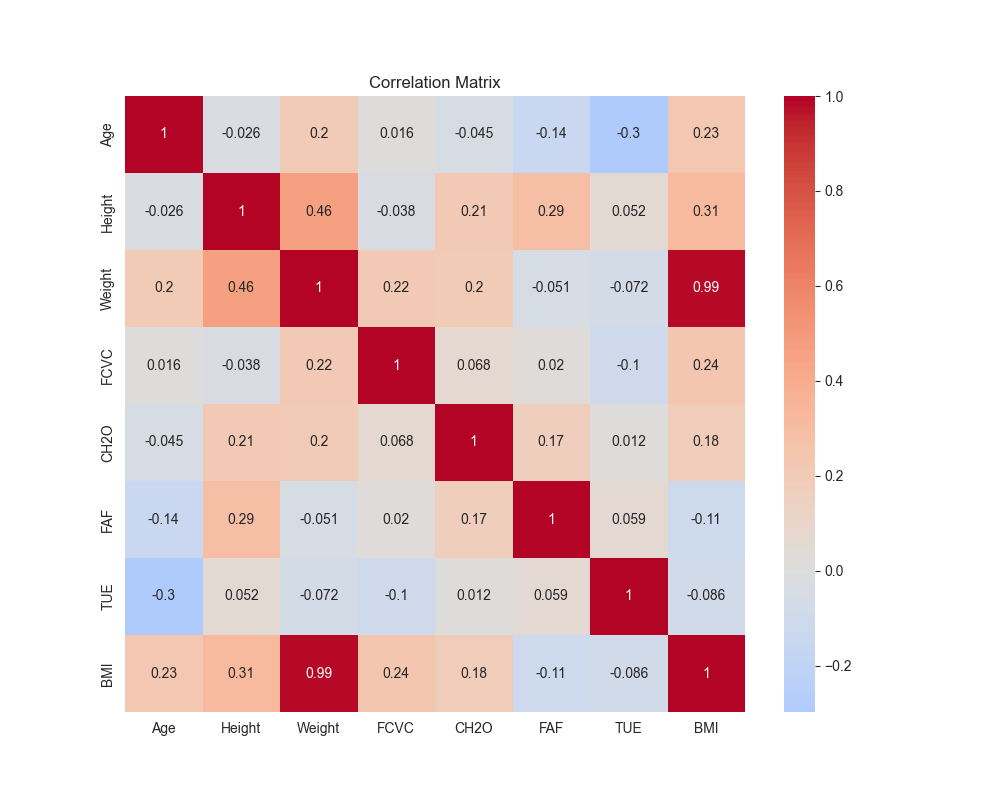 Correlation Matrix
Age 1 -0.026 0.2 0.016 -0.045 -0.14 -0.3 0.23
Height -0.026 1 0.46 -0.038 0.21 0.29 0.052 0.31
Weight 0.2 0.46 1 0.22 0.2 -0.051 -0.072 0.99
FCVC 0.016 -0.038 0.22 1 0.068 0.02 -0.1 0.24
CH2O -0.045 0.21 0.2 0.068 1 0.17 0.012 0.18
FAF -0.14 0.29 -0.051 0.02 0.17 1 0.059 -0.11
TUE -0.3 0.052 -0.072 -0.1 0.012 0.059 1 -0.086
BMI 0.23 0.31 0.99 0.24 0.18 -0.11 -0.086 1
Age Height Weight FCVC CH2O FAF TUE BMI
1.0
0.8
0.6
0.4
0.2
0.0
−0.2